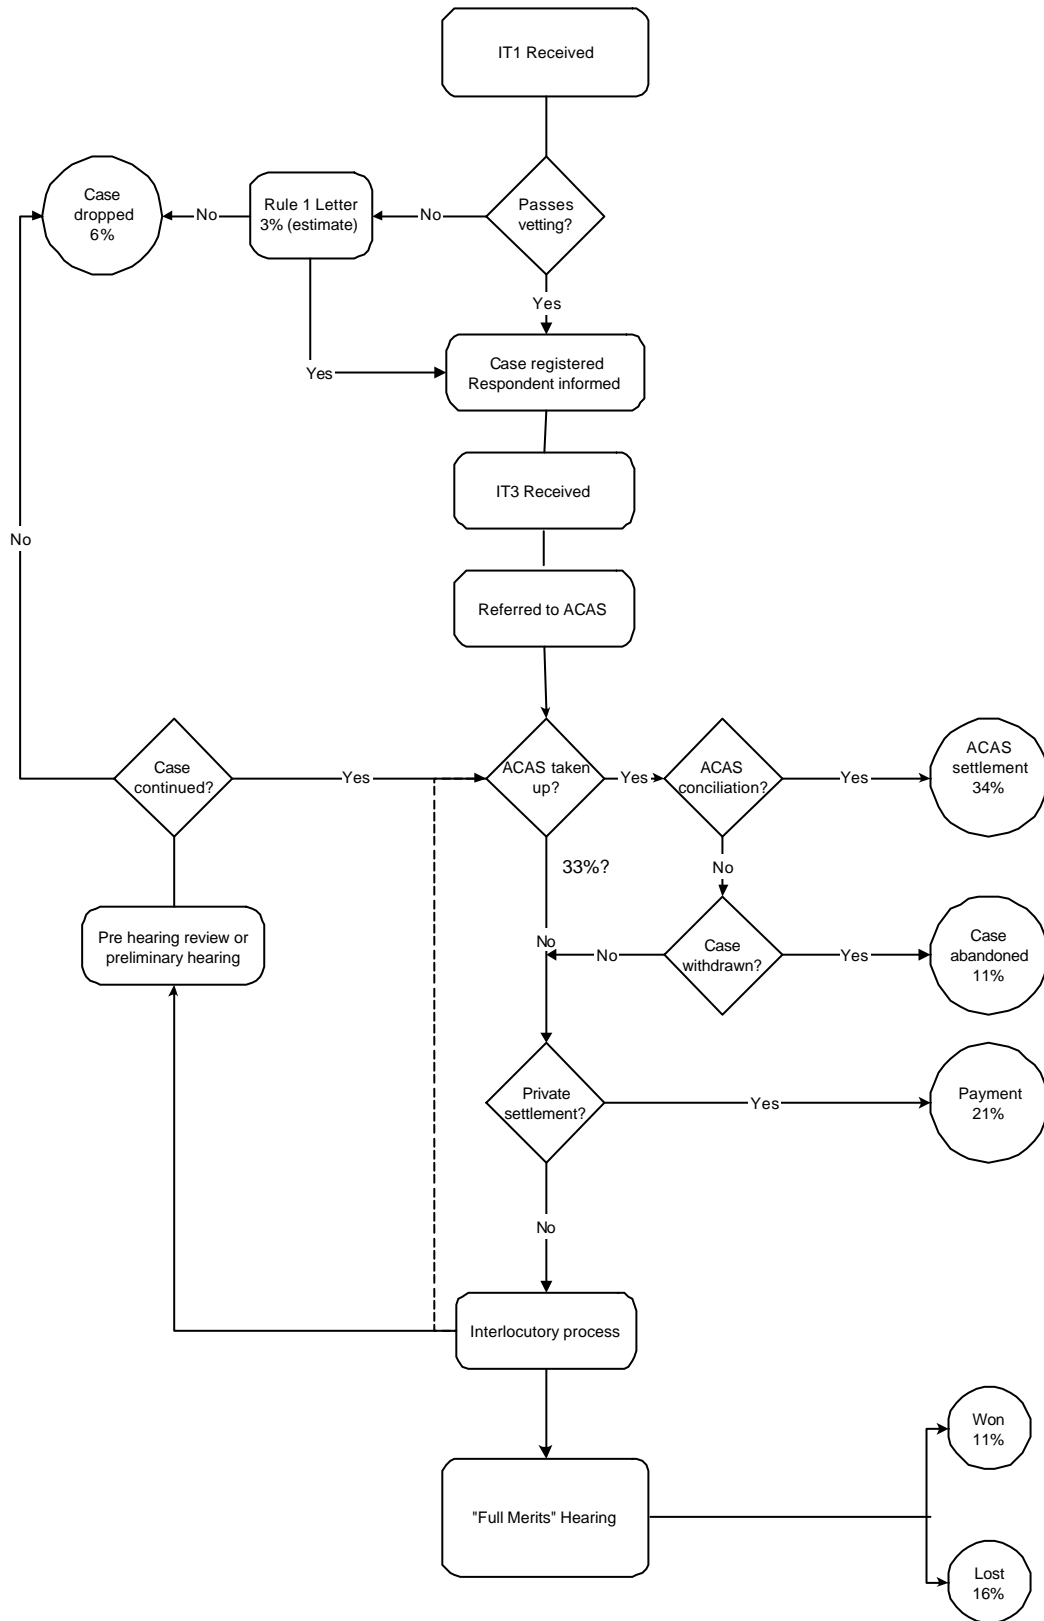 IT1 Received
Case
dropped
6%
No
Rule 1 Letter
3% (estimate)
No
Passes
vetting?
Yes
Yes
Case registered
Respondent informed
IT3 Received
No
Referred to ACAS
Case
continued?
Yes
ACAS taken
up?
Yes
ACAS
conciliation?
Yes
ACAS
settlement
34%
33%?
No
Pre hearing review or
preliminary hearing
No
No
Case
withdrawn?
Yes
Case
abandoned
11%
Private
settlement?
Yes
Payment
21%
No
Interlocutory process
Won
11%
"Full Merits" Hearing
Lost
16%